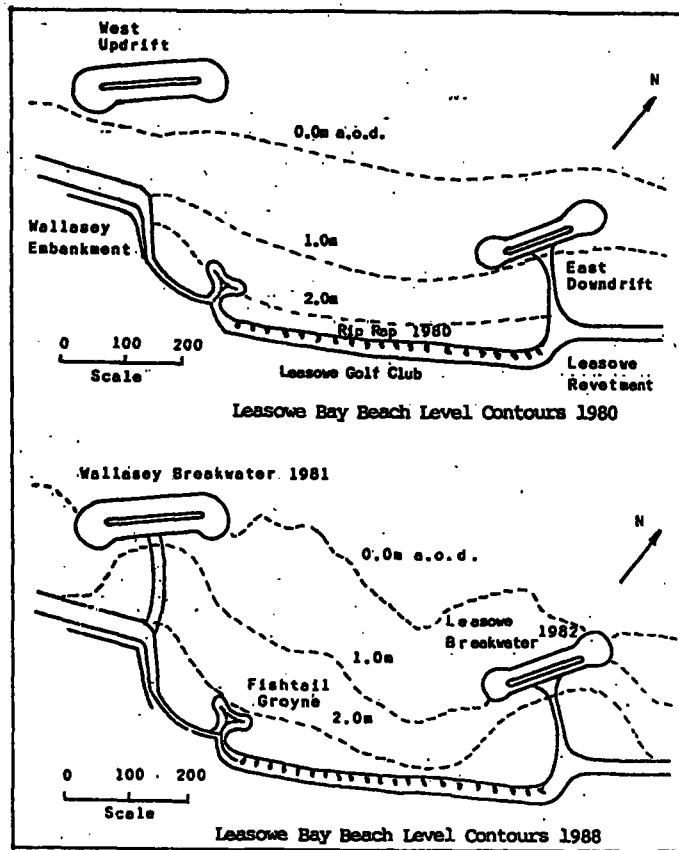 West
Updrift
N
0.0m a.o.d.
Wallasey
Embankment
1.0m
East
Downdrift
2.0m
Rip Rap 1980
0 100 200
Scale
Leasowe Golf Club
Leasowe
Revetment
Leasowe Bay Beach Level Contours 1980
Wallasey Breakwater 1981
N
0.0m a.o.d.
Leasowe
Breakwater 1982
1.0m
Fishtail
Groyne
2.0m
0 100 200
Scale
Leasowe Bay Beach Level Contours 1988